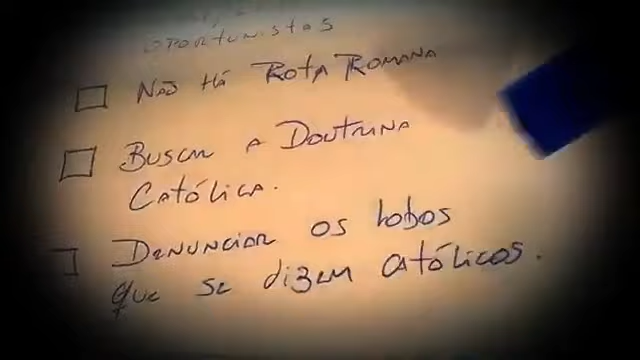 oportunistas
Não há Rota Romana
Buscar a Doutrina
Católica.
Denunciar os lobos
que se dizem católicos.